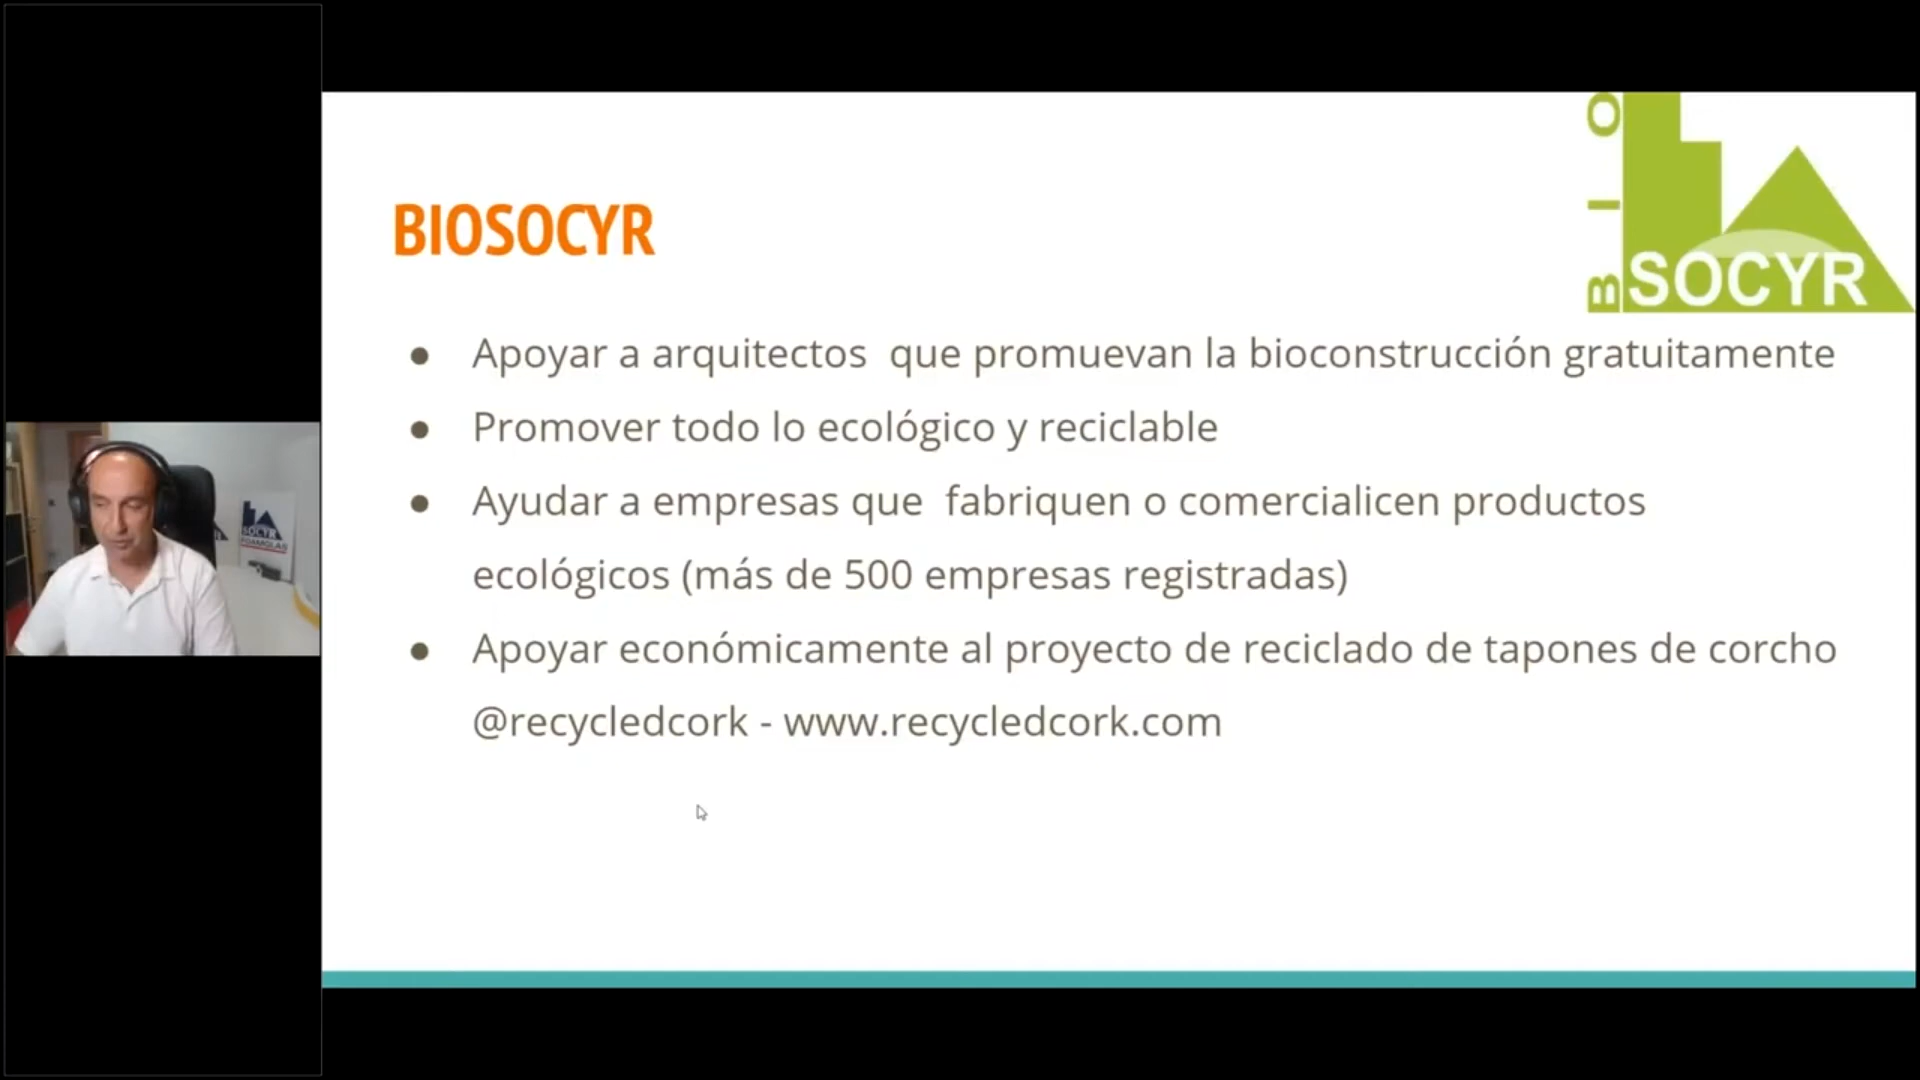 BIOSOCYR
BIO
SOCYR
● Apoyar a arquitectos  que promuevan la bioconstrucción gratuitamente
● Promover todo lo ecológico y reciclable
● Ayudar a empresas que  fabriquen o comercialicen productos
ecológicos (más de 500 empresas registradas)
● Apoyar económicamente al proyecto de reciclado de tapones de corcho
@recycledcork - www.recycledcork.com
SOCYR
FOAMGLAS